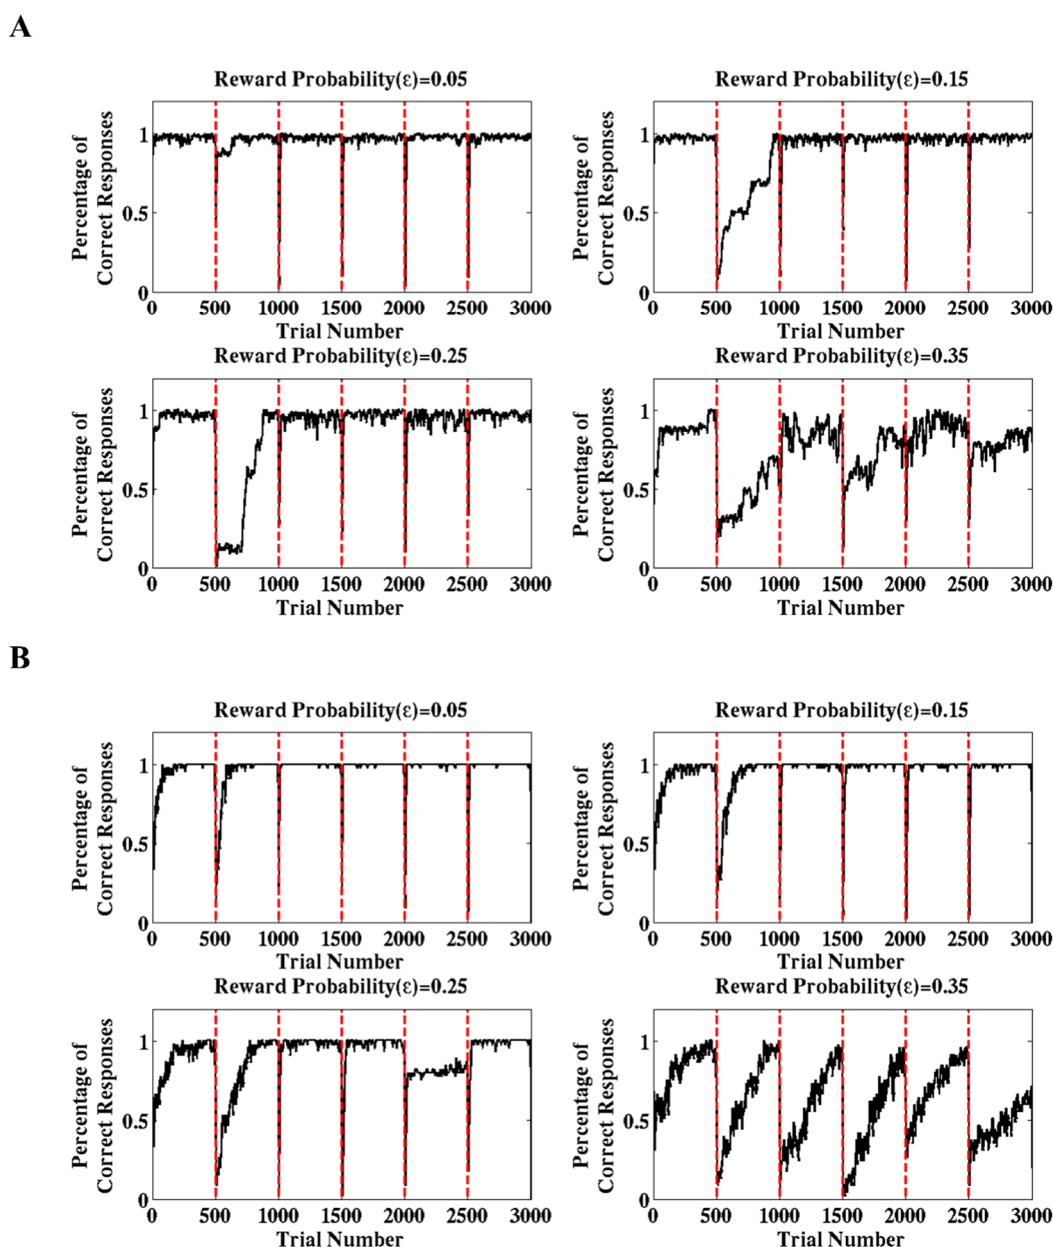 A
Reward Probability(ε)=0.05
Percentage of
Correct Responses
1
0.5
0
0 500 1000 1500 2000 2500 3000
Trial Number
Reward Probability(ε)=0.15
Percentage of
Correct Responses
1
0.5
0
0 500 1000 1500 2000 2500 3000
Trial Number
Reward Probability(ε)=0.25
Percentage of
Correct Responses
1
0.5
0
0 500 1000 1500 2000 2500 3000
Trial Number
Reward Probability(ε)=0.35
Percentage of
Correct Responses
1
0.5
0
0 500 1000 1500 2000 2500 3000
Trial Number
B
Reward Probability(ε)=0.05
Percentage of
Correct Responses
1
0.5
0
0 500 1000 1500 2000 2500 3000
Trial Number
Reward Probability(ε)=0.15
Percentage of
Correct Responses
1
0.5
0
0 500 1000 1500 2000 2500 3000
Trial Number
Reward Probability(ε)=0.25
Percentage of
Correct Responses
1
0.5
0
0 500 1000 1500 2000 2500 3000
Trial Number
Reward Probability(ε)=0.35
Percentage of
Correct Responses
1
0.5
0
0 500 1000 1500 2000 2500 3000
Trial Number